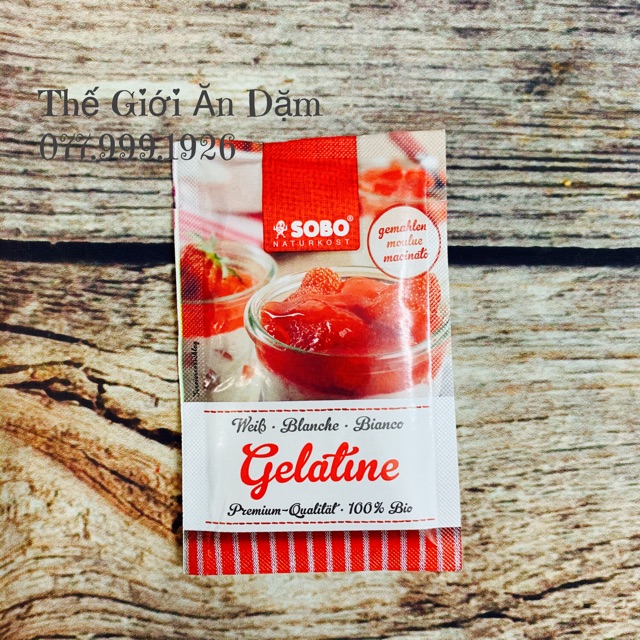 Thế Giới Ăn Dặm
077.999.1926
SOBO®
NATURKOST
gemahlen
moulue
macinato
Weiß · Blanche · Bianco
Gelatine
Premium-Qualität · 100% Bio